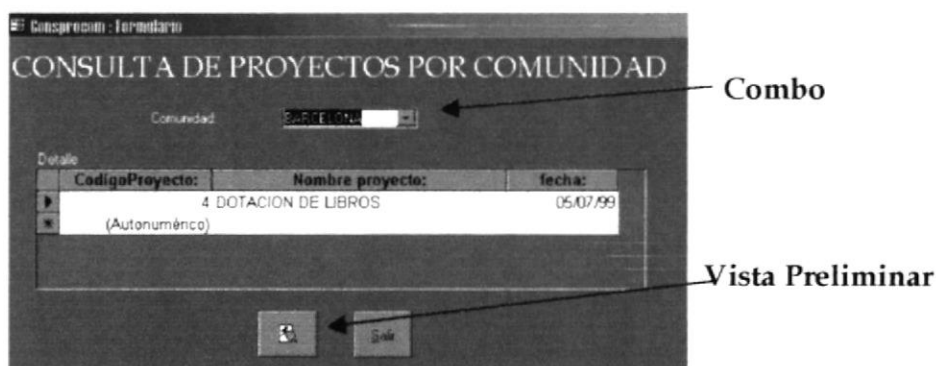 Consprocom : Formulario
CONSULTA DE PROYECTOS POR COMUNIDAD
Combo
Comunidad:
BARCELONA
Detalle
CodigoProyecto: Nombre proyecto: fecha:
4 DOTACION DE LIBROS 05/07/99
(Autonumérico)
Vista Preliminar
Salir